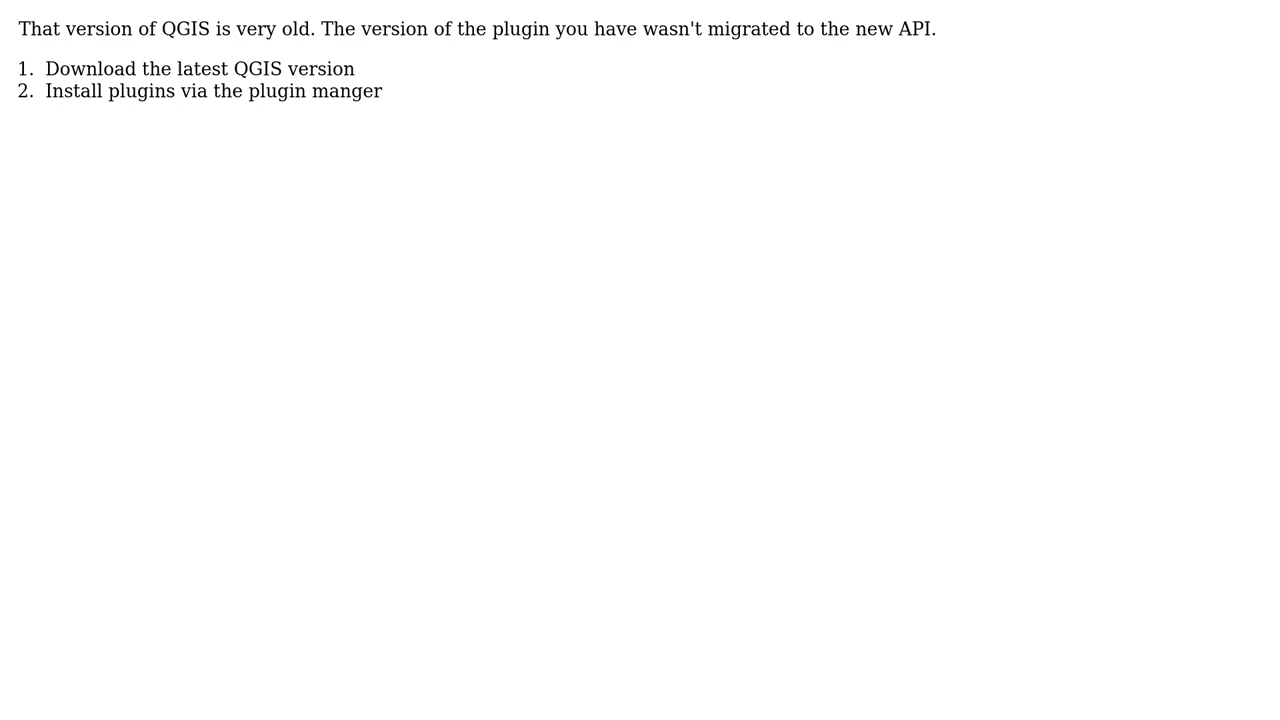 That version of QGIS is very old. The version of the plugin you have wasn't migrated to the new API.
1. Download the latest QGIS version
2. Install plugins via the plugin manger